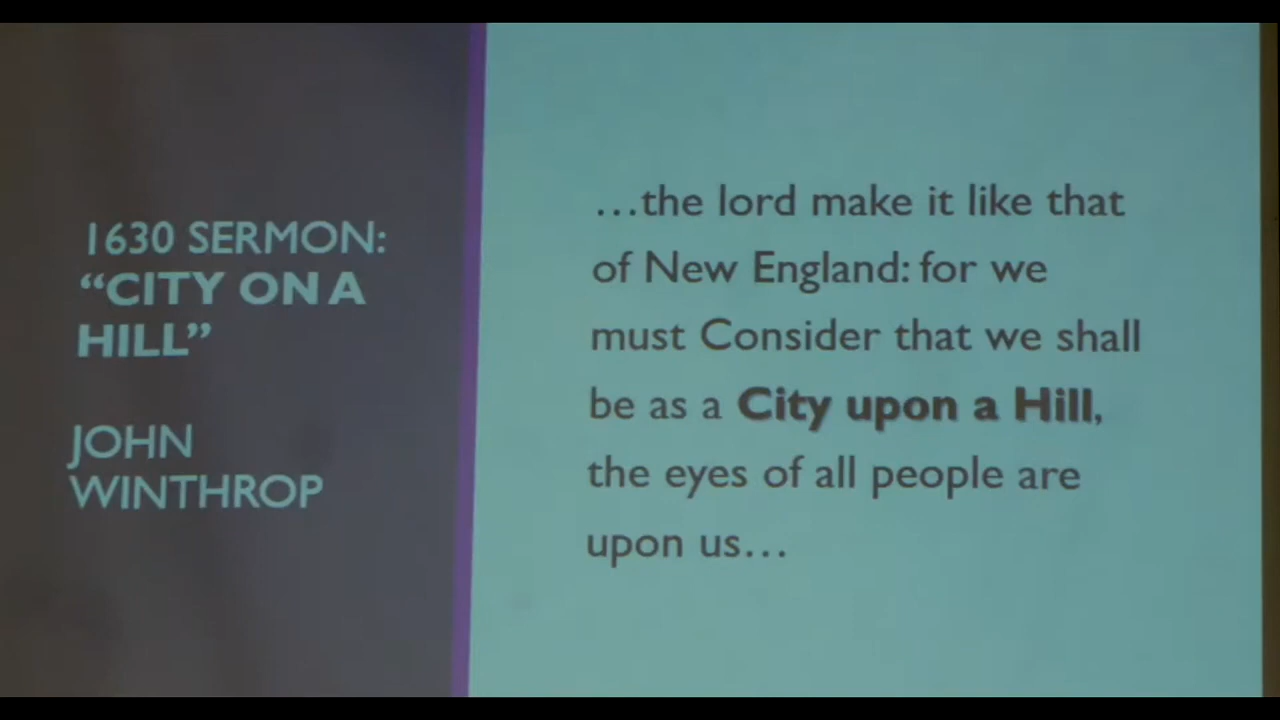 1630 SERMON:
“CITY ON A
HILL”
JOHN
WINTHROP
…the lord make it like that
of New England: for we
must Consider that we shall
be as a City upon a Hill,
the eyes of all people are
upon us…